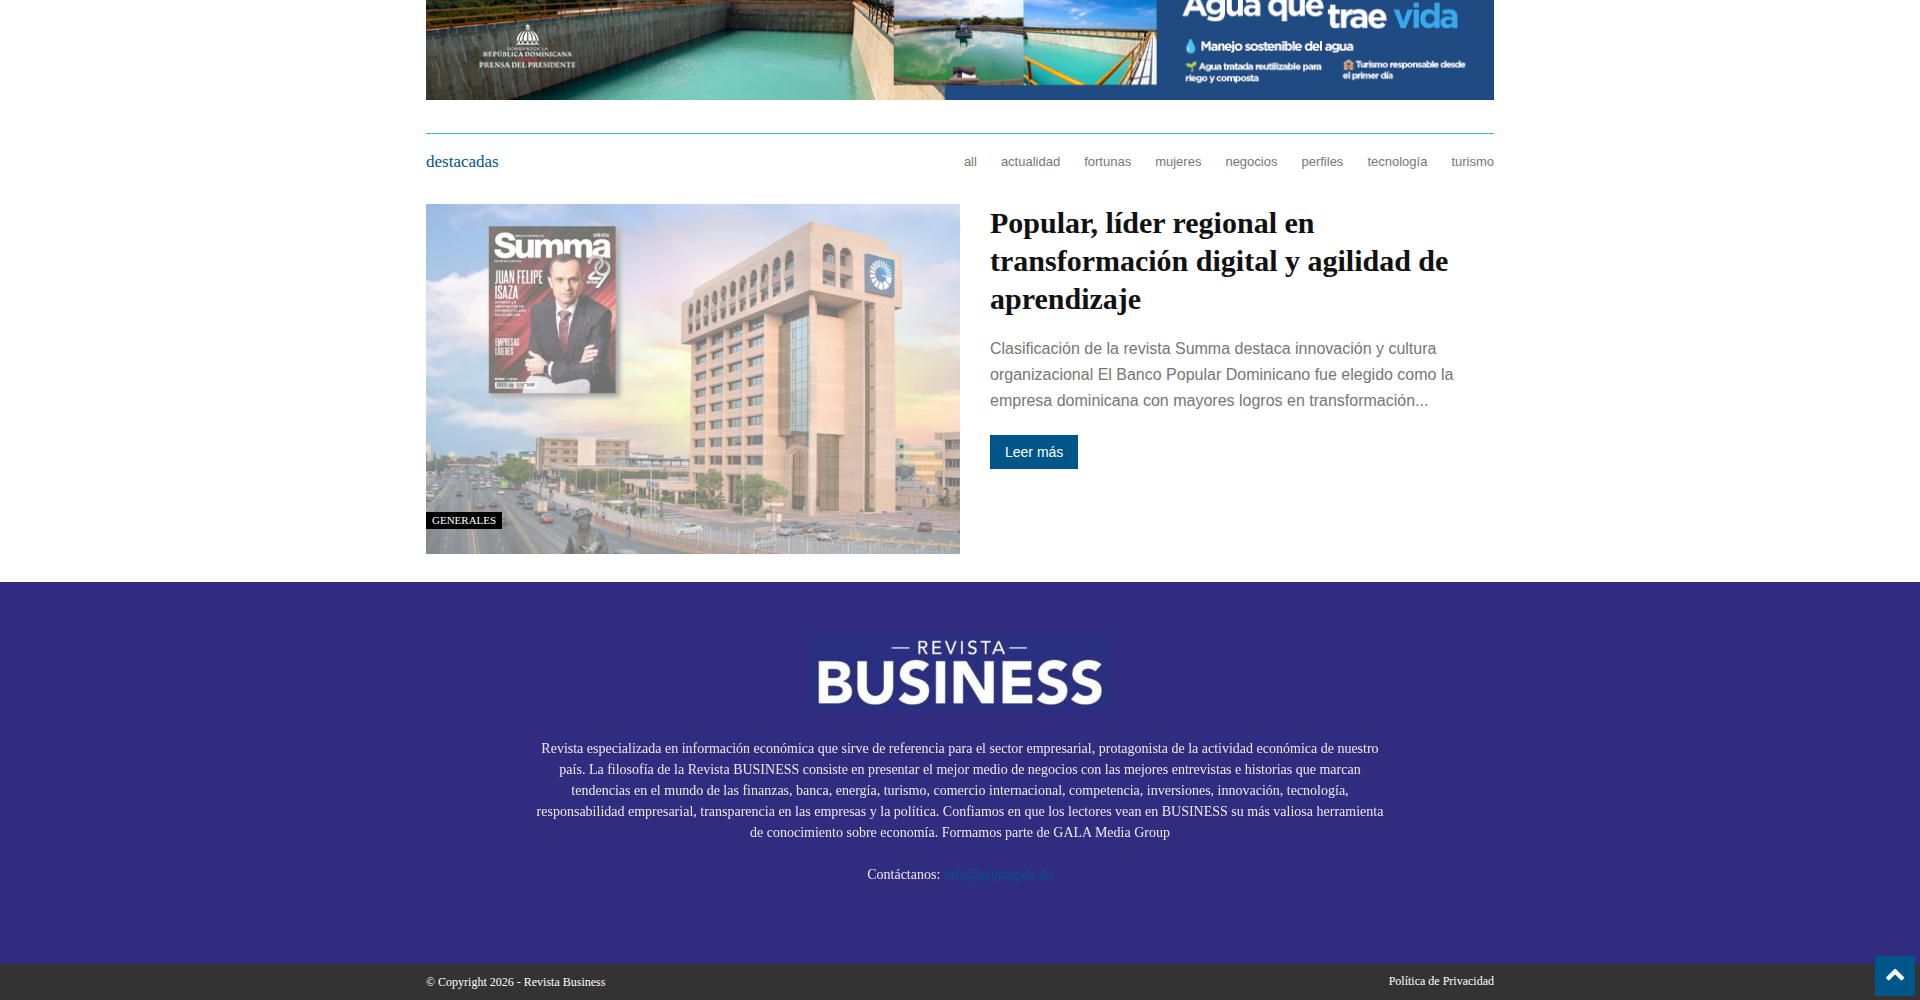 Agua que trae vida
GOBIERNO DE LA
REPÚBLICA DOMINICANA
PRENSA DEL PRESIDENTE
Manejo sostenible del agua
Agua tratada reutilizable para
riego y composta
Turismo responsable desde
el primer día
destacadas
all actualidad fortunas mujeres negocios perfiles tecnología turismo
Summa
JUAN FELIPE
ISAZA
EMPRESAS
LÍDERES
GENERALES
Popular, líder regional en
transformación digital y agilidad de
aprendizaje
Clasificación de la revista Summa destaca innovación y cultura
organizacional El Banco Popular Dominicano fue elegido como la
empresa dominicana con mayores logros en transformación...
Leer más
REVISTA
BUSINESS
Revista especializada en información económica que sirve de referencia para el sector empresarial, protagonista de la actividad económica de nuestro
país. La filosofía de la Revista BUSINESS consiste en presentar el mejor medio de negocios con las mejores entrevistas e historias que marcan
tendencias en el mundo de las finanzas, banca, energía, turismo, comercio internacional, competencia, inversiones, innovación, tecnología,
responsabilidad empresarial, transparencia en las empresas y la política. Confiamos en que los lectores vean en BUSINESS su más valiosa herramienta
de conocimiento sobre economía. Formamos parte de GALA Media Group
Contáctanos: info@grupogala.do
© Copyright 2026 - Revista Business
Política de Privacidad